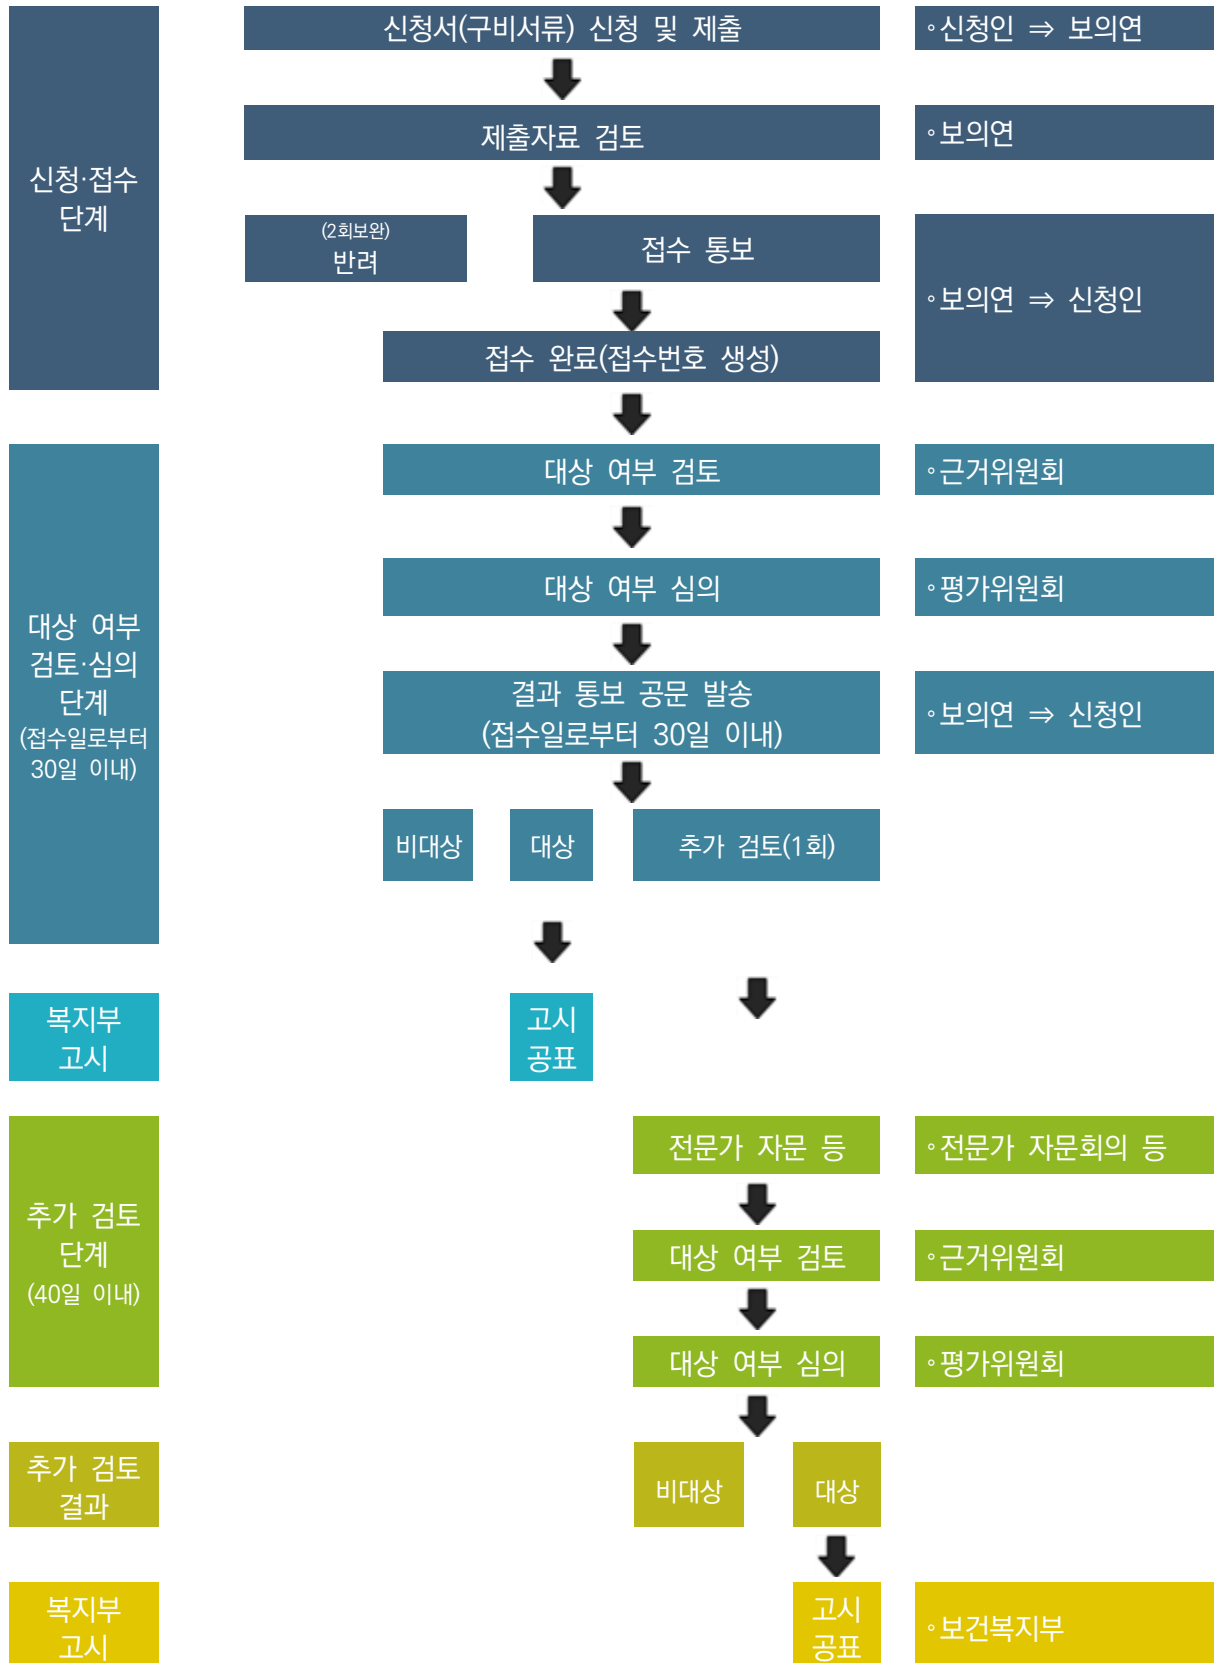 신청·접수
단계
신청서(구비서류) 신청 및 제출
◦신청인 ⇒ 보의연
제출자료 검토
◦보의연
(2회보완)
반려
접수 통보
◦보의연 ⇒ 신청인
접수 완료(접수번호 생성)
대상 여부
검토·심의
단계
(접수일로부터
30일 이내)
대상 여부 검토
◦근거위원회
대상 여부 심의
◦평가위원회
결과 통보 공문 발송
(접수일로부터 30일 이내)
◦보의연 ⇒ 신청인
비대상
대상
추가 검토(1회)
복지부
고시
고시
공표
추가 검토
단계
(40일 이내)
전문가 자문 등
◦전문가 자문회의 등
대상 여부 검토
◦근거위원회
대상 여부 심의
◦평가위원회
추가 검토
결과
비대상
대상
복지부
고시
고시
공표
◦보건복지부